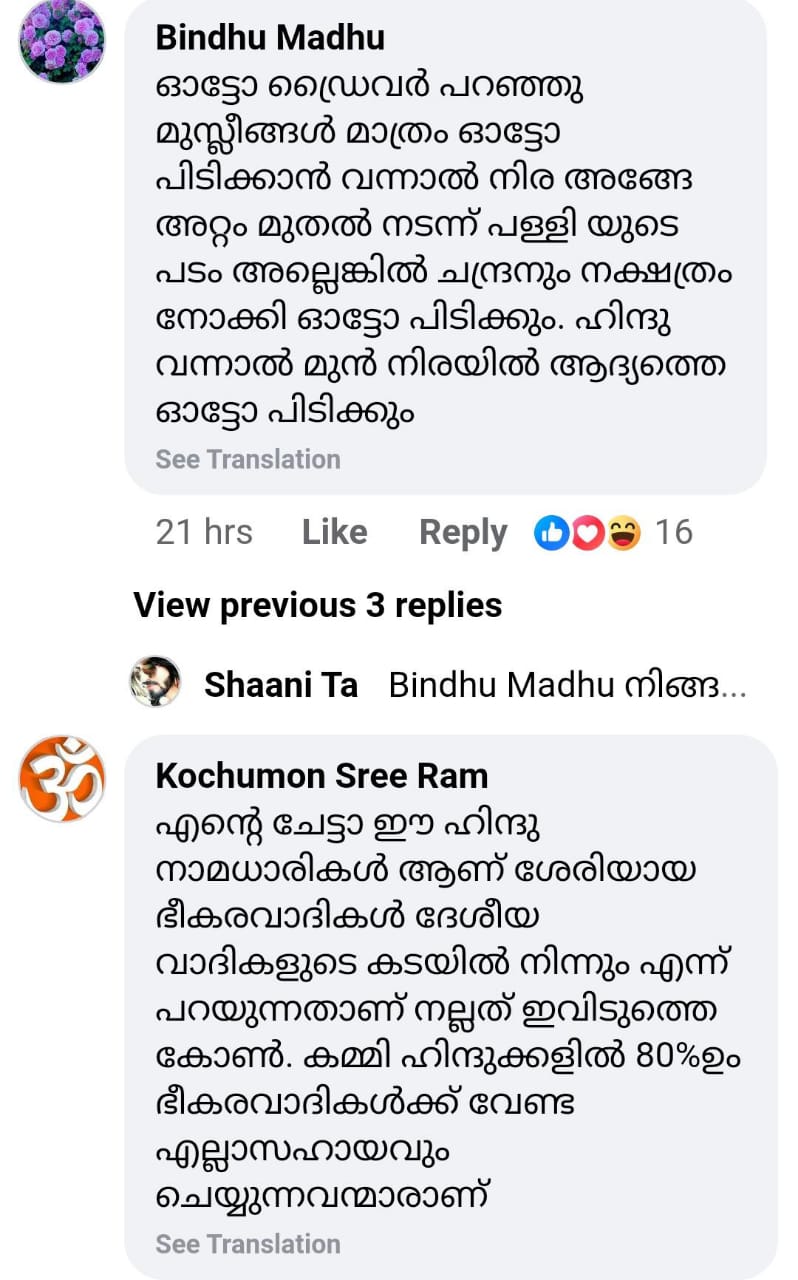 Bindhu Madhu
ഓട്ടോ ഡ്രൈവർ പറഞ്ഞു
മുസ്ലീങ്ങൾ മാത്രം ഓട്ടോ
പിടിക്കാൻ വന്നാൽ നിര അങ്ങേ
അറ്റം മുതൽ നടന്ന് പള്ളി യുടെ
പടം അല്ലെങ്കിൽ ചന്ദ്രനും നക്ഷത്രം
നോക്കി ഓട്ടോ പിടിക്കും. ഹിന്ദു
വന്നാൽ മുൻ നിരയിൽ ആദ്യത്തെ
ഓട്ടോ പിടിക്കും
See Translation
21 hrs Like Reply 16
View previous 3 replies
Shaani Ta Bindhu Madhu നിങ്ങ...
Kochumon Sree Ram
എന്റെ ചേട്ടാ ഈ ഹിന്ദു
നാമധാരികൾ ആണ് ശേരിയായ
ഭീകരവാദികൾ ദേശീയ
വാദികളുടെ കടയിൽ നിന്നും എന്ന്
പറയുന്നതാണ് നല്ലത് ഇവിടുത്തെ
കോൺ. കമ്മി ഹിന്ദുക്കളിൽ 80%ഉം
ഭീകരവാദികൾക്ക് വേണ്ട
എല്ലാസഹായവും
ചെയ്യുന്നവന്മാരാണ്
See Translation